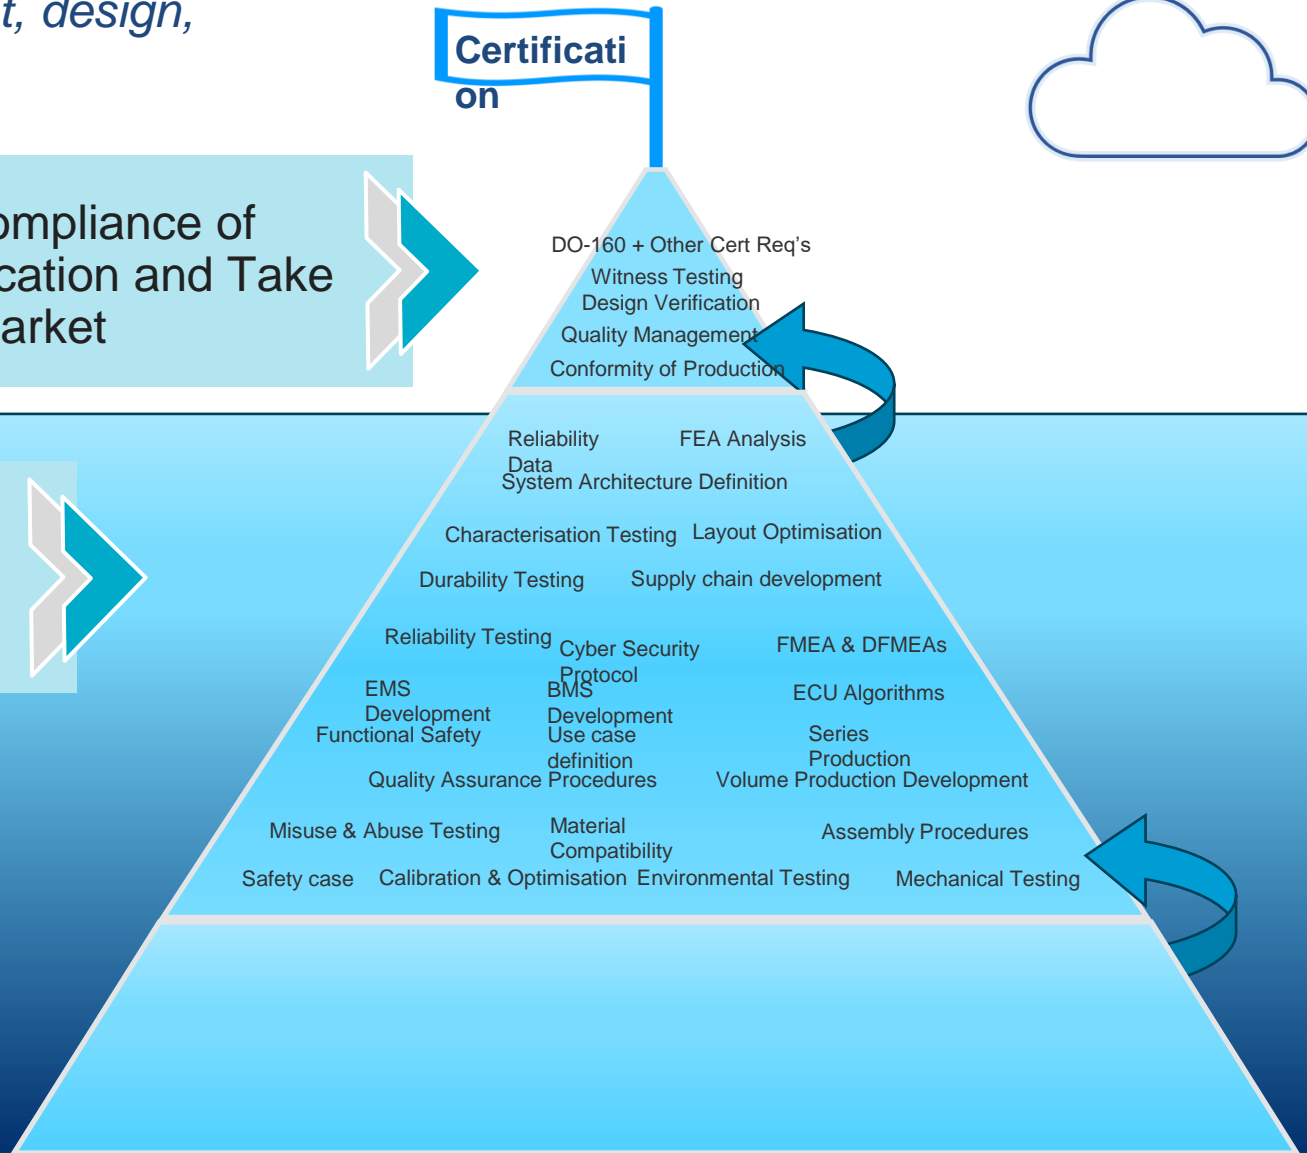 t, design,
Certificati
on
ompliance of
cation and Take
arket
DO-160 + Other Cert Req’s
Witness Testing
Design Verification
Quality Management
Conformity of Production
Reliability
Data
FEA Analysis
System Architecture Definition
Characterisation Testing
Layout Optimisation
Durability Testing
Supply chain development
Reliability Testing
Cyber Security
Protocol
FMEA & DFMEAs
EMS
Development
BMS
Development
ECU Algorithms
Functional Safety
Use case
definition
Series
Production
Quality Assurance Procedures
Volume Production Development
Misuse & Abuse Testing
Material
Compatibility
Assembly Procedures
Safety case
Calibration & Optimisation
Environmental Testing
Mechanical Testing